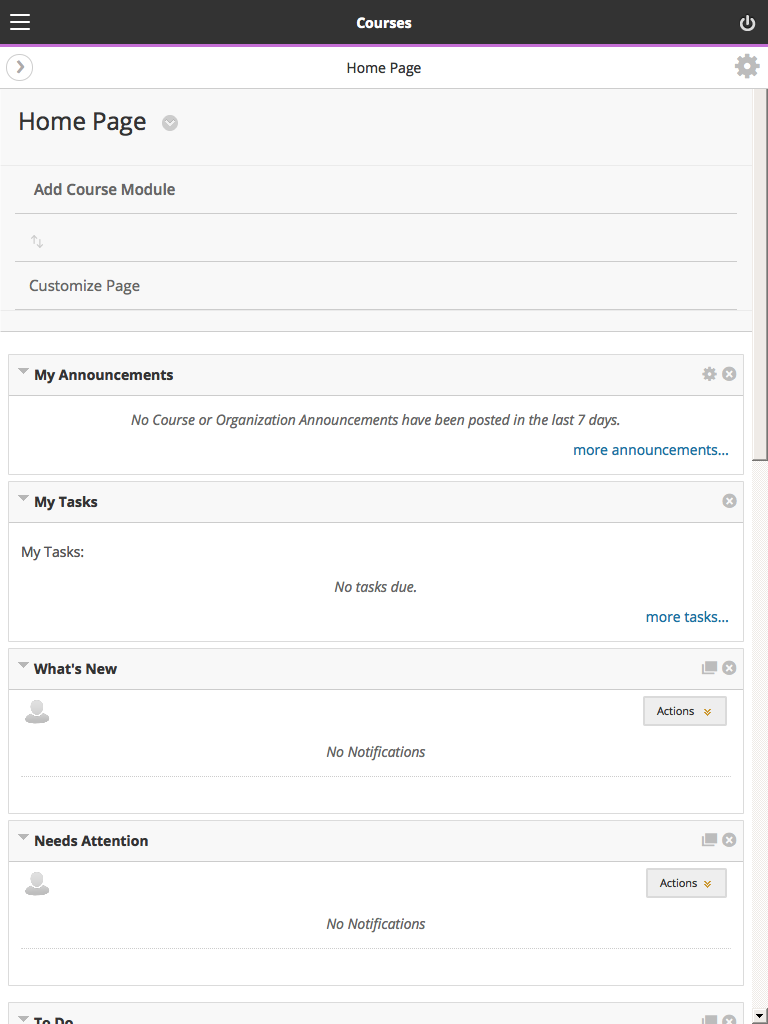 Courses
Home Page
Home Page
Add Course Module
Customize Page
My Announcements
No Course or Organization Announcements have been posted in the last 7 days.
more announcements...
My Tasks
My Tasks:
No tasks due.
more tasks...
What's New
Actions
No Notifications
Needs Attention
Actions
No Notifications
To Do